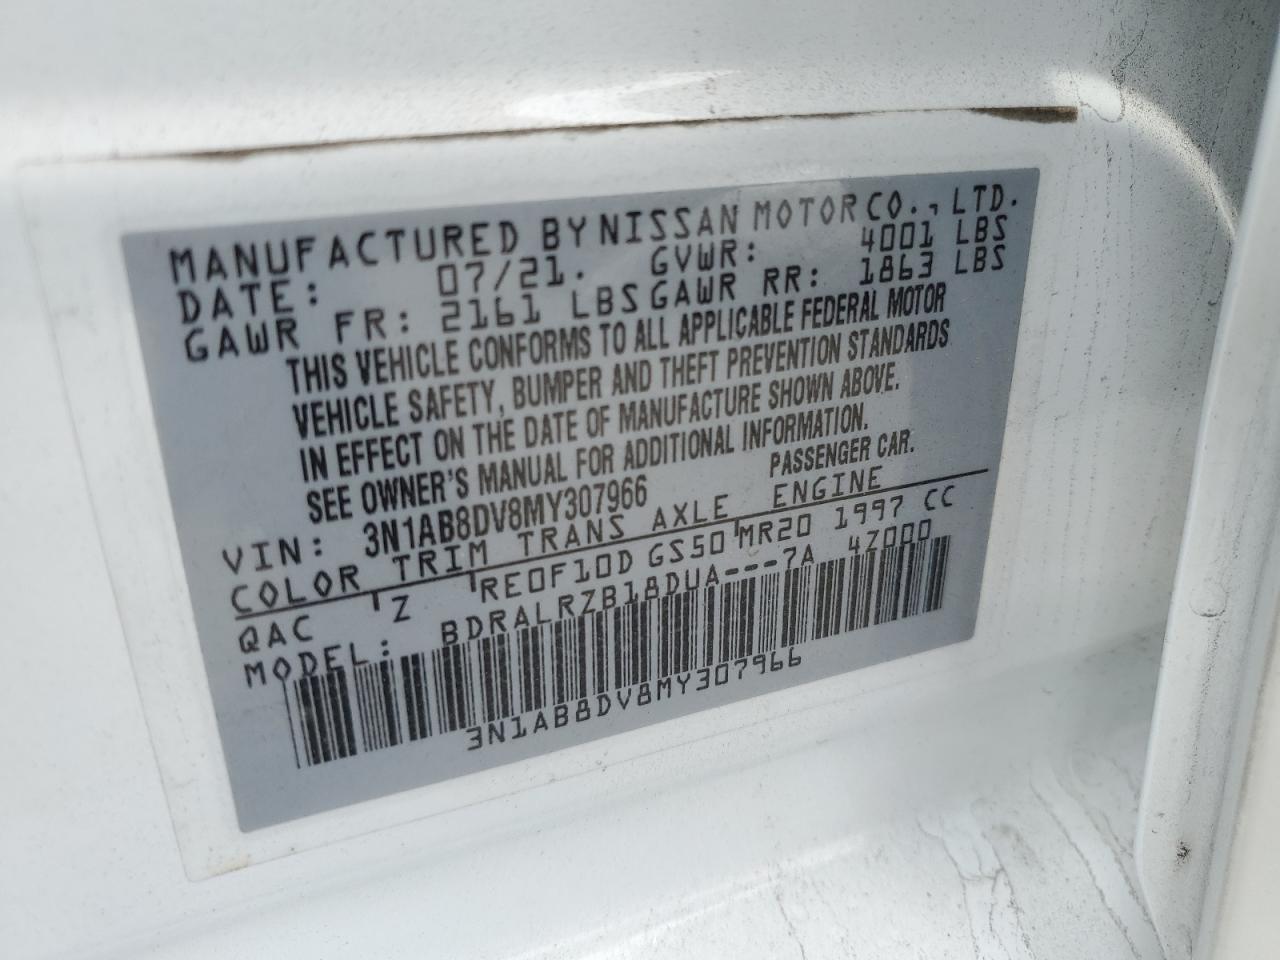 MANUFACTURED BY NISSAN MOTOR CO., LTD.
DATE: 07/21. GVWR: 4001 LBS
GAWR FR: 2161 LBS GAWR RR: 1863 LBS
THIS VEHICLE CONFORMS TO ALL APPLICABLE FEDERAL MOTOR
VEHICLE SAFETY, BUMPER AND THEFT PREVENTION STANDARDS
IN EFFECT ON THE DATE OF MANUFACTURE SHOWN ABOVE.
SEE OWNER'S MANUAL FOR ADDITIONAL INFORMATION.
VIN: 3N1AB8DV8MY307966 PASSENGER CAR.
COLOR TRIM TRANS AXLE ENGINE
QAC Z RE0F10D GS50 MR20 1997 CC
MODEL: BDRALRZB18DUA---7A 4Z000
3N1AB8DV8MY307966